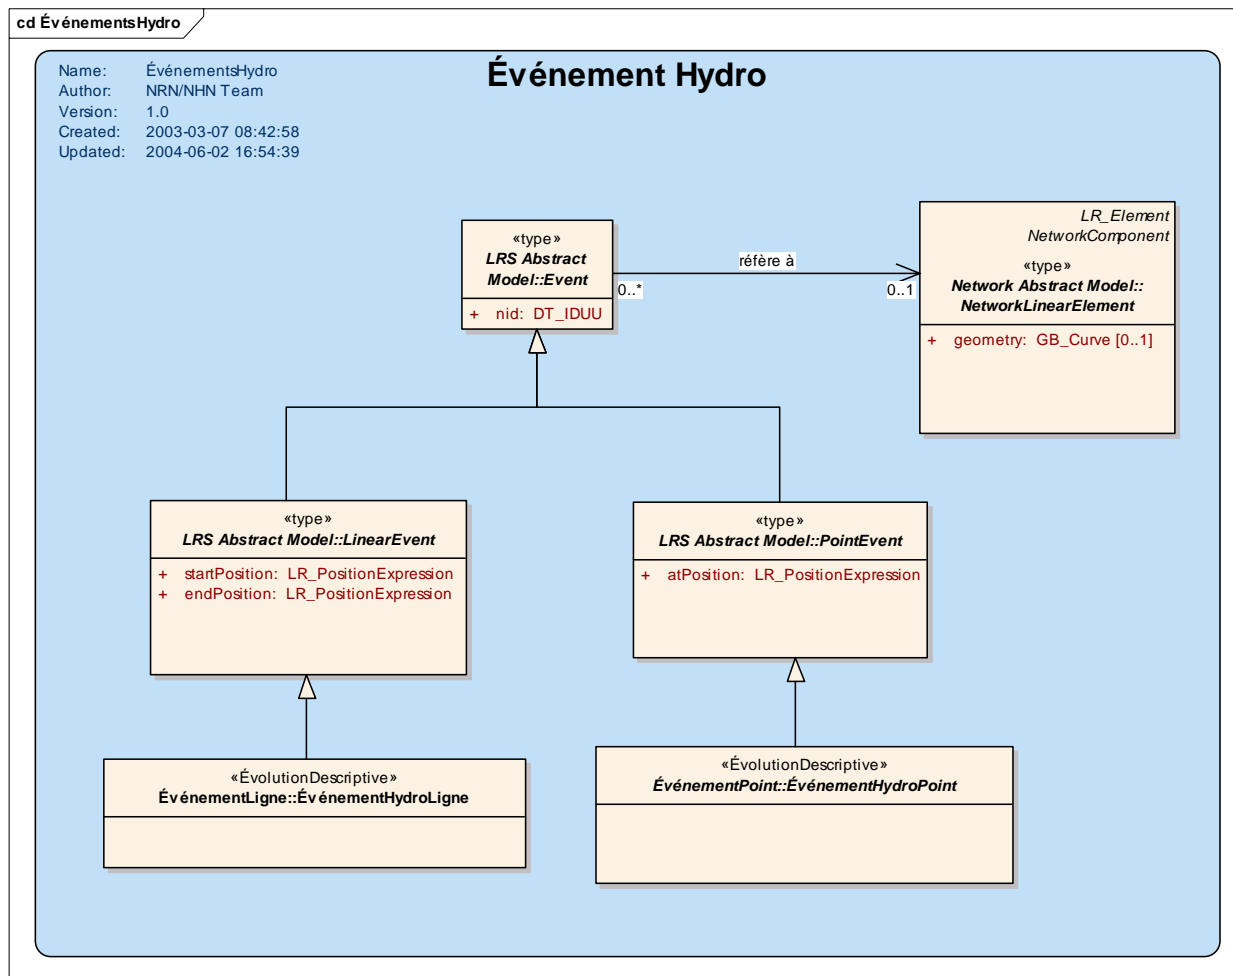 cd ÉvénementsHydro
Événement Hydro
Name: ÉvénementsHydro
Author: NRN/NHN Team
Version: 1.0
Created: 2003-03-07 08:42:58
Updated: 2004-06-02 16:54:39
«type»
LRS Abstract
Model::Event
+ nid: DT_IDUU
réfère à
0..*
0..1
LR_Element
NetworkComponent
«type»
Network Abstract Model::
NetworkLinearElement
+ geometry: GB_Curve [0..1]
«type»
LRS Abstract Model::LinearEvent
+ startPosition: LR_PositionExpression
+ endPosition: LR_PositionExpression
«type»
LRS Abstract Model::PointEvent
+ atPosition: LR_PositionExpression
«ÉvolutionDescriptive»
ÉvénementLigne::ÉvénementHydroLigne
«ÉvolutionDescriptive»
ÉvénementPoint::ÉvénementHydroPoint